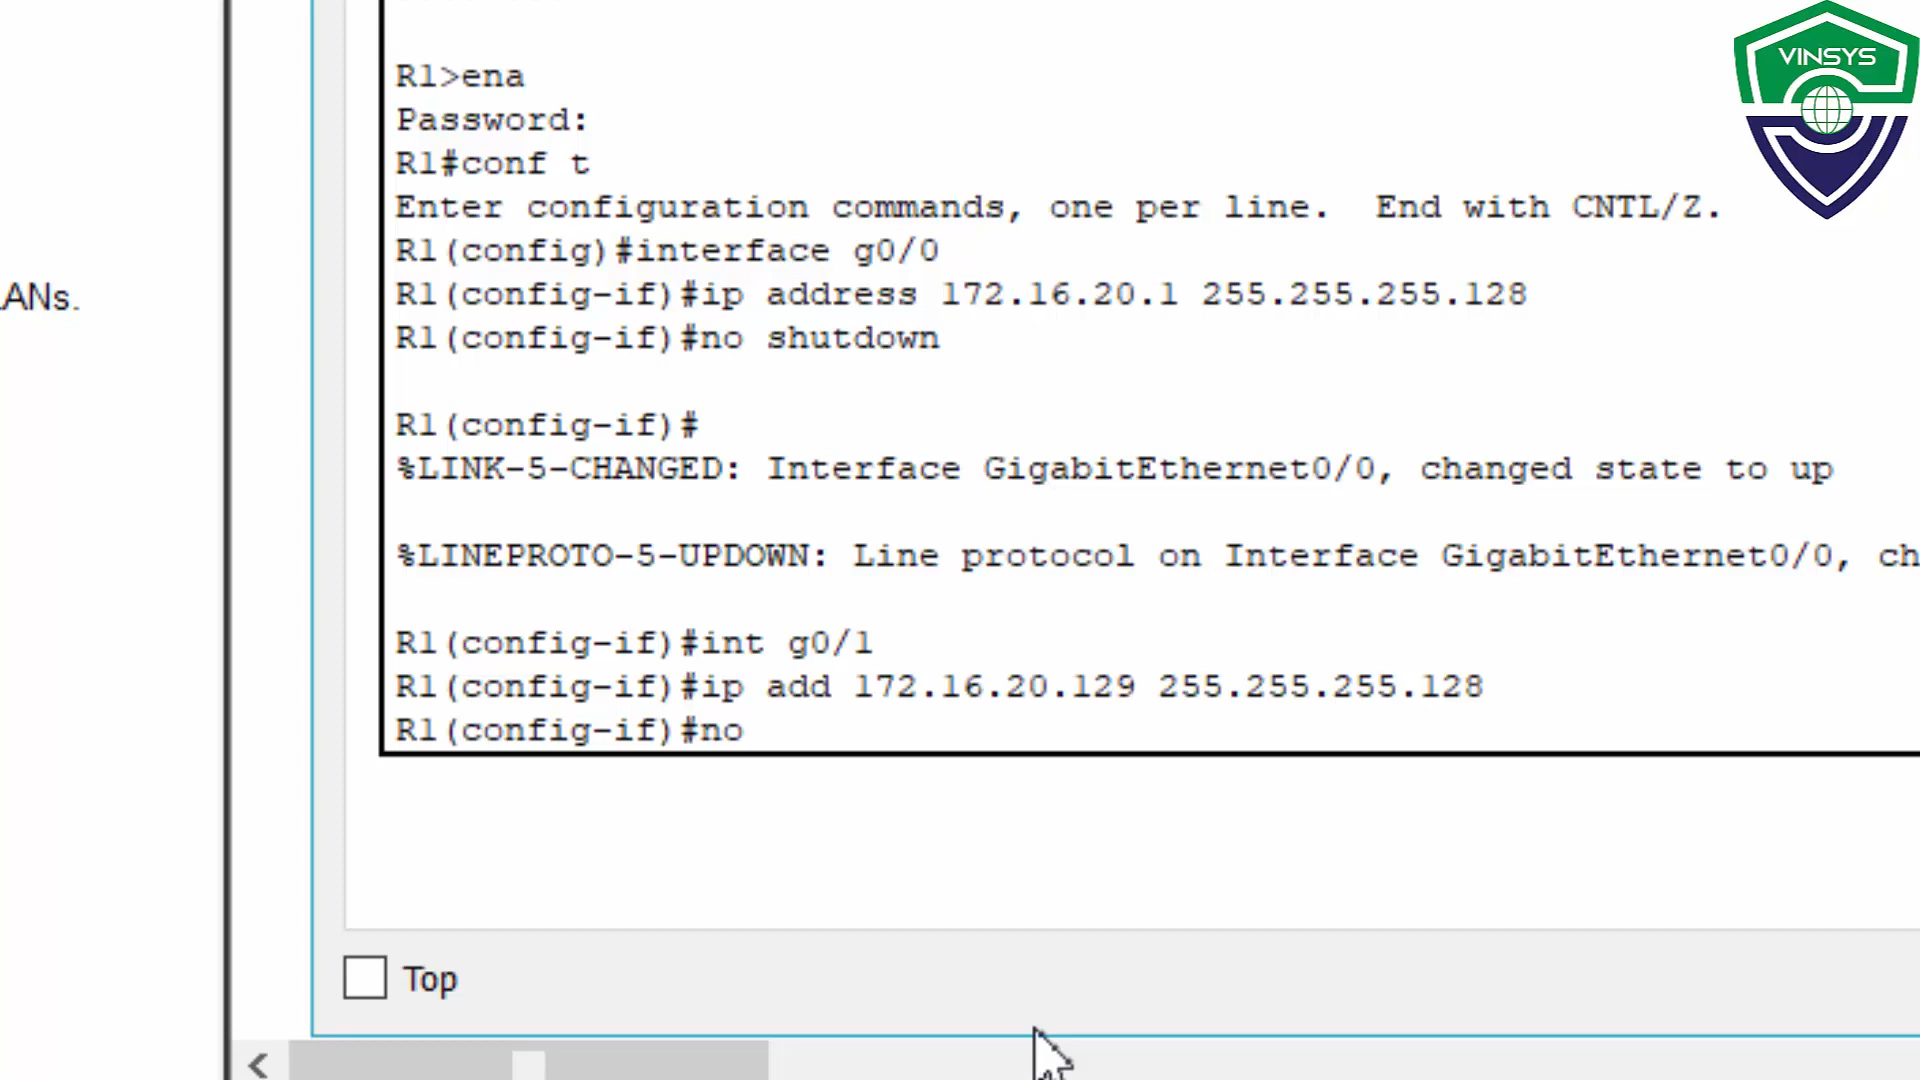 VINSYS
R1>ena
Password:
R1#conf t
Enter configuration commands, one per line.  End with CNTL/Z.
R1(config)#interface g0/0
R1(config-if)#ip address 172.16.20.1 255.255.255.128
R1(config-if)#no shutdown
R1(config-if)#
%LINK-5-CHANGED: Interface GigabitEthernet0/0, changed state to up
%LINEPROTO-5-UPDOWN: Line protocol on Interface GigabitEthernet0/0, ch
R1(config-if)#int g0/1
R1(config-if)#ip add 172.16.20.129 255.255.255.128
R1(config-if)#no
ANs.
Top